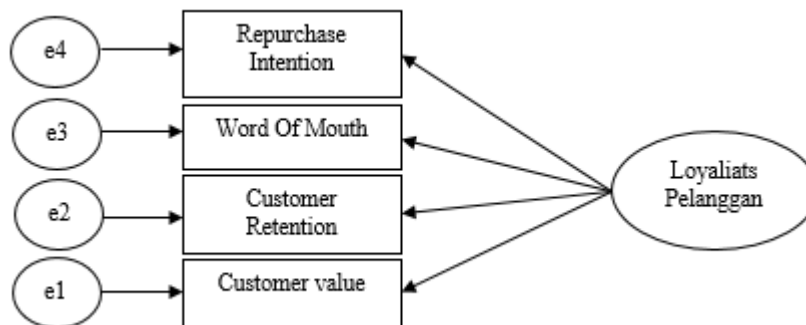 e4
Repurchase
Intention
e3
Word Of Mouth
Loyaliats
Pelanggan
e2
Customer
Retention
e1
Customer value